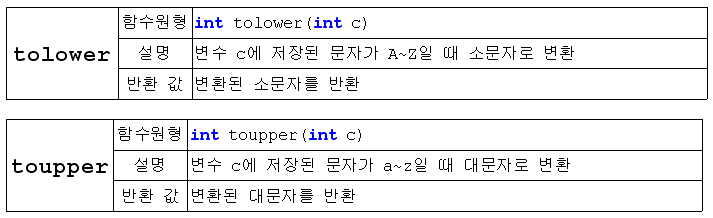 tolower
함수원형 int tolower(int c)
설명 변수 c에 저장된 문자가 A~Z일 때 소문자로 변환
반환 값 변환된 소문자를 반환
toupper
함수원형 int toupper(int c)
설명 변수 c에 저장된 문자가 a~z일 때 대문자로 변환
반환 값 변환된 대문자를 반환